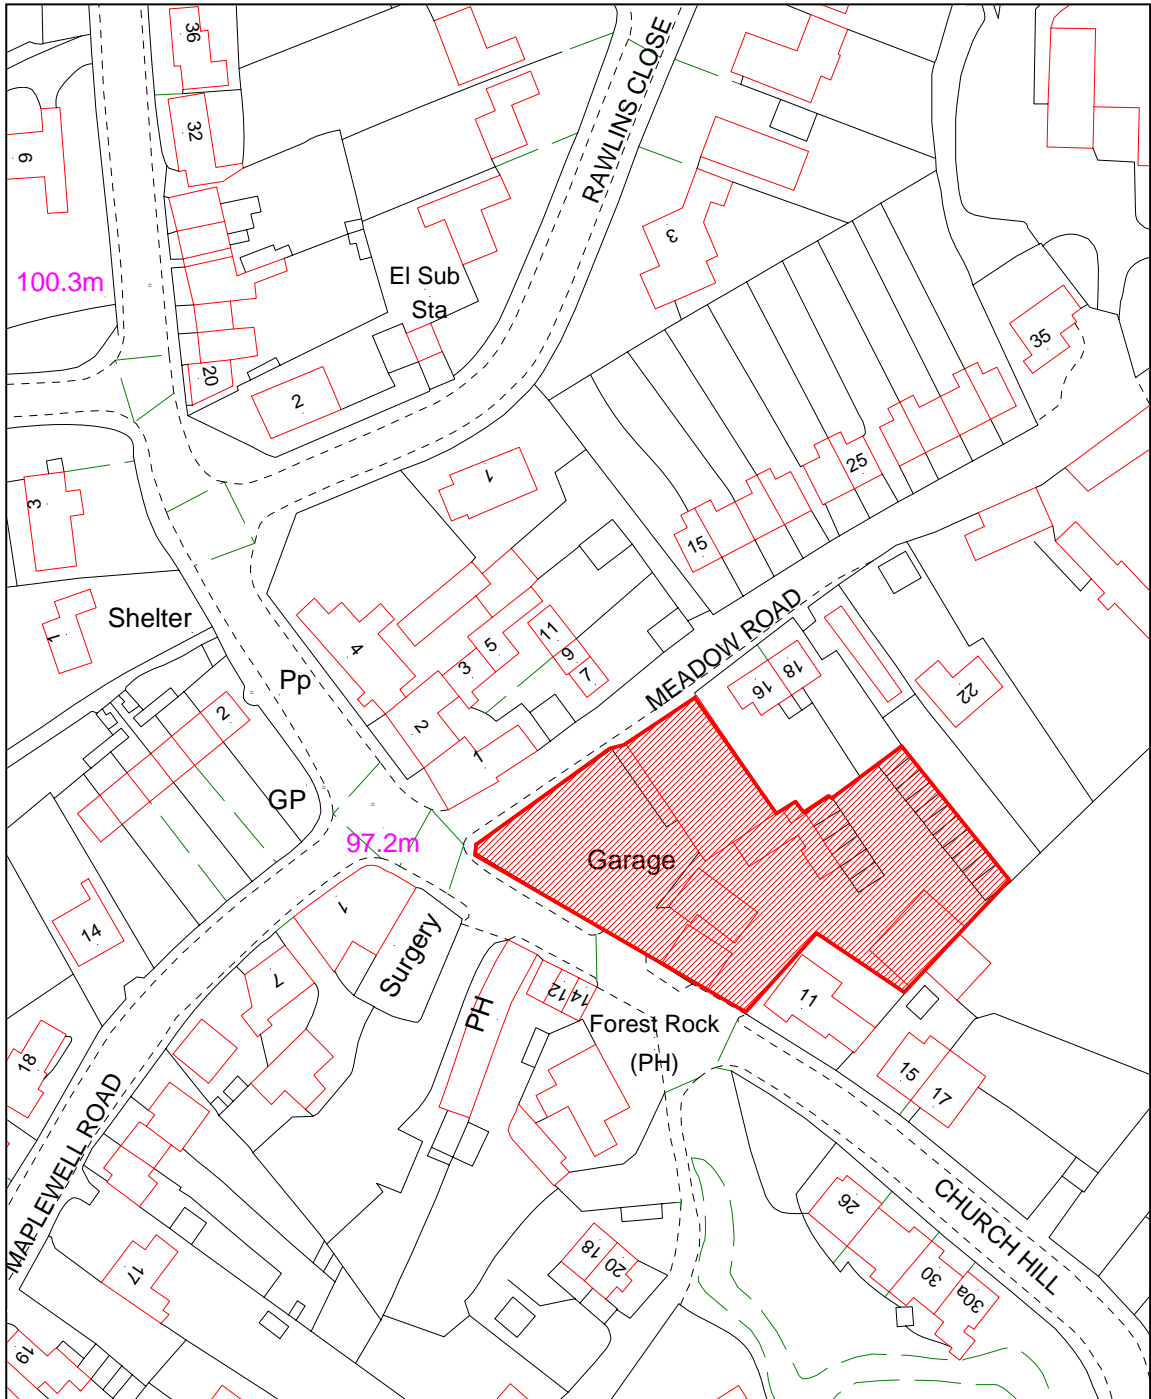 36
RAWLINS CLOSE
32
6
3
100.3m
El Sub
Sta
35
20
2
25
1
3
15
Shelter
1
MEADOW ROAD
4
5
11
9
3
7
18
16
22
Pp
2
2
1
GP
97.2m
Garage
14
1
Surgery
7
PH
12
14
11
Forest Rock
(PH)
18
15
17
MAPLEWELL ROAD
26
CHURCH HILL
18
20
30
30a
17
19